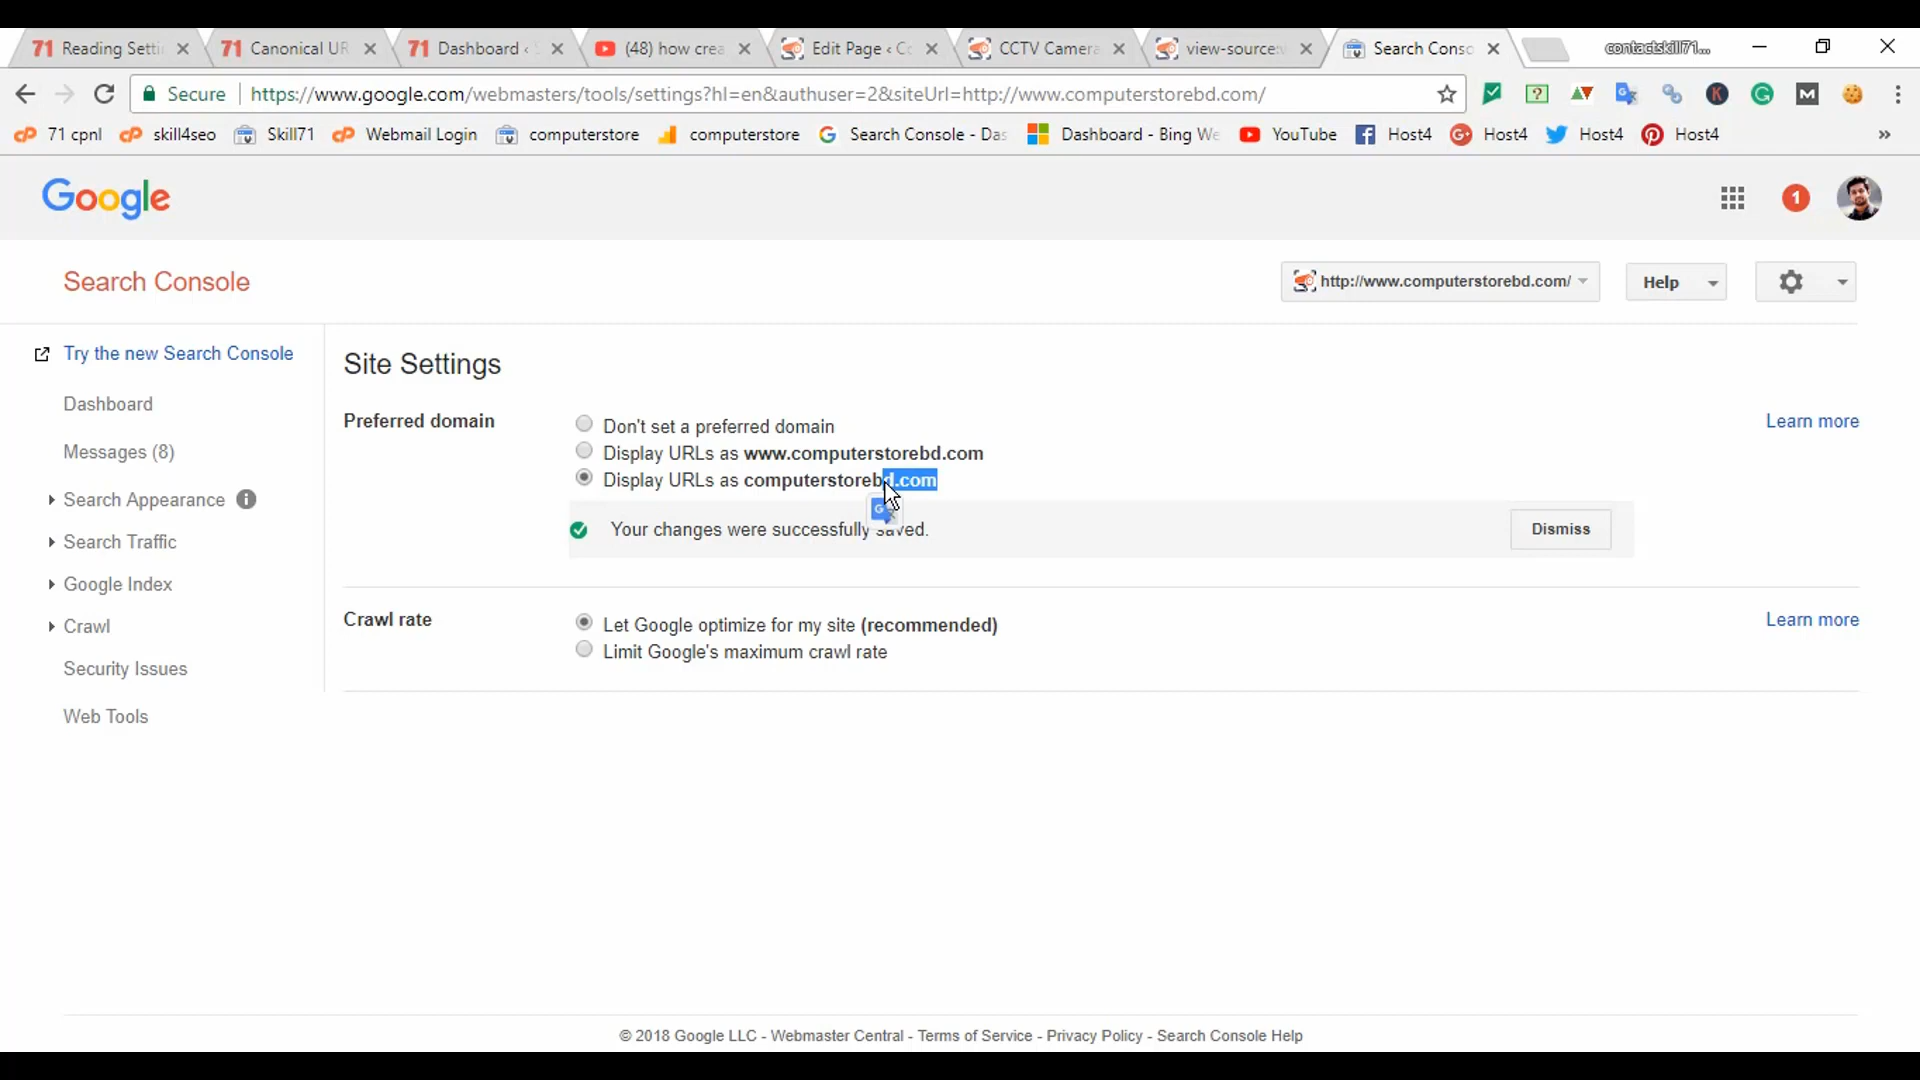 71 Reading Setti
71 Canonical UR
71 Dashboard ‹
(48) how crea
Edit Page ‹ Co
CCTV Camera
view-source:
Search Conso
contactskill71...
Secure
https://www.google.com/webmasters/tools/settings?hl=en&authuser=2&siteUrl=http://www.computerstorebd.com/
71 cpnl
skill4seo
Skill71
Webmail Login
computerstore
computerstore
Search Console - Das
Dashboard - Bing We
YouTube
Host4
Host4
Host4
Host4
»
Google
1
Search Console
http://www.computerstorebd.com/
Help
Try the new Search Console
Dashboard
Messages (8)
Search Appearance
Search Traffic
Google Index
Crawl
Security Issues
Web Tools
Site Settings
Preferred domain
Don't set a preferred domain
Display URLs as www.computerstorebd.com
Display URLs as computerstorebd.com
Learn more
Your changes were successfully saved.
Dismiss
Crawl rate
Let Google optimize for my site (recommended)
Limit Google's maximum crawl rate
Learn more
© 2018 Google LLC - Webmaster Central - Terms of Service - Privacy Policy - Search Console Help